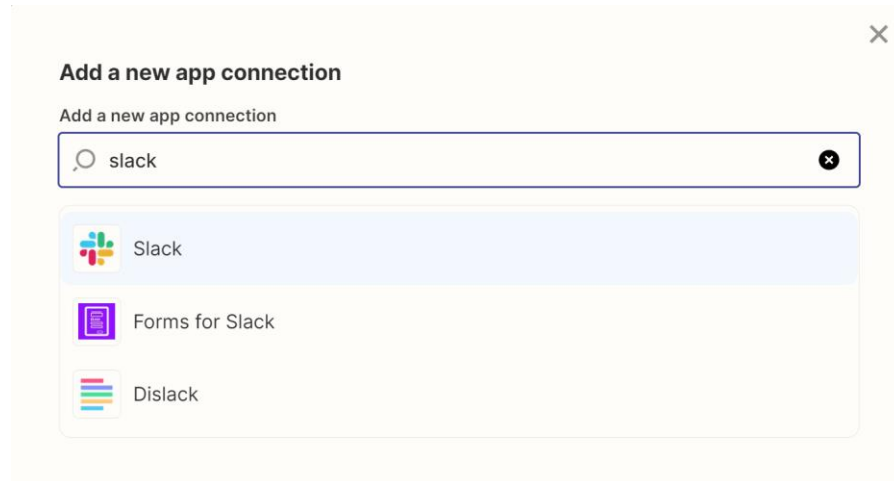 Add a new app connection
Add a new app connection
slack
Slack
Forms for Slack
Dislack